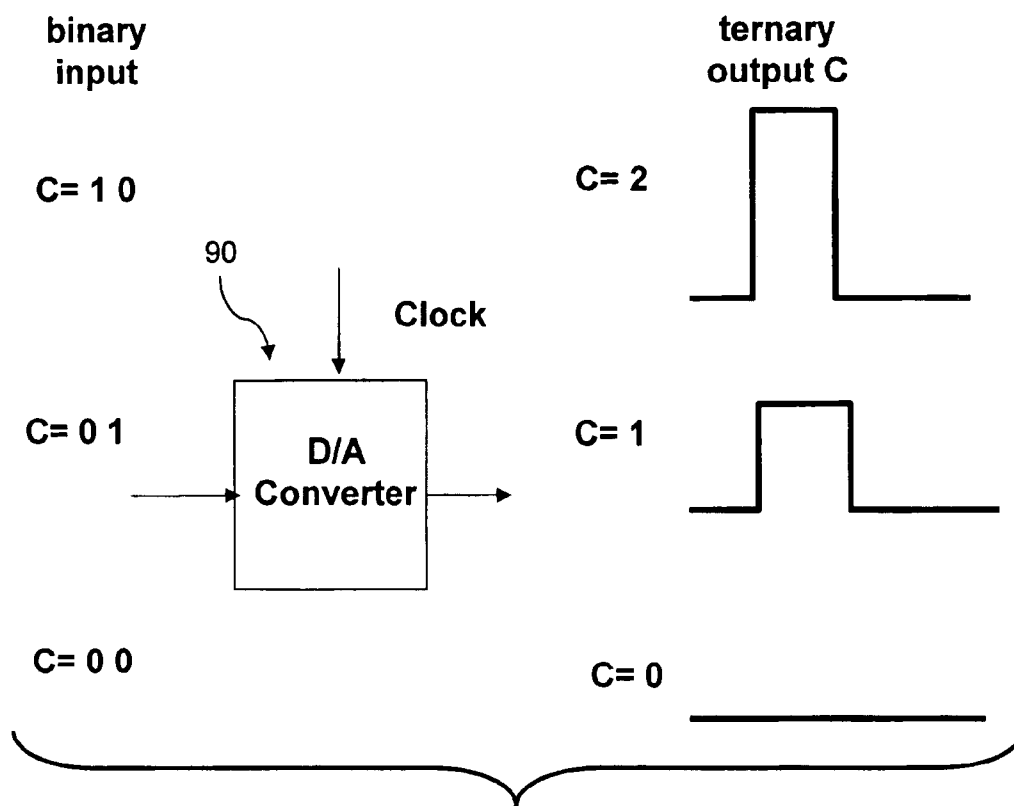 binary
input
ternary
output C
C= 1 0
C= 2
90
Clock
C= 0 1
D/A
Converter
C= 1
C= 0 0
C= 0